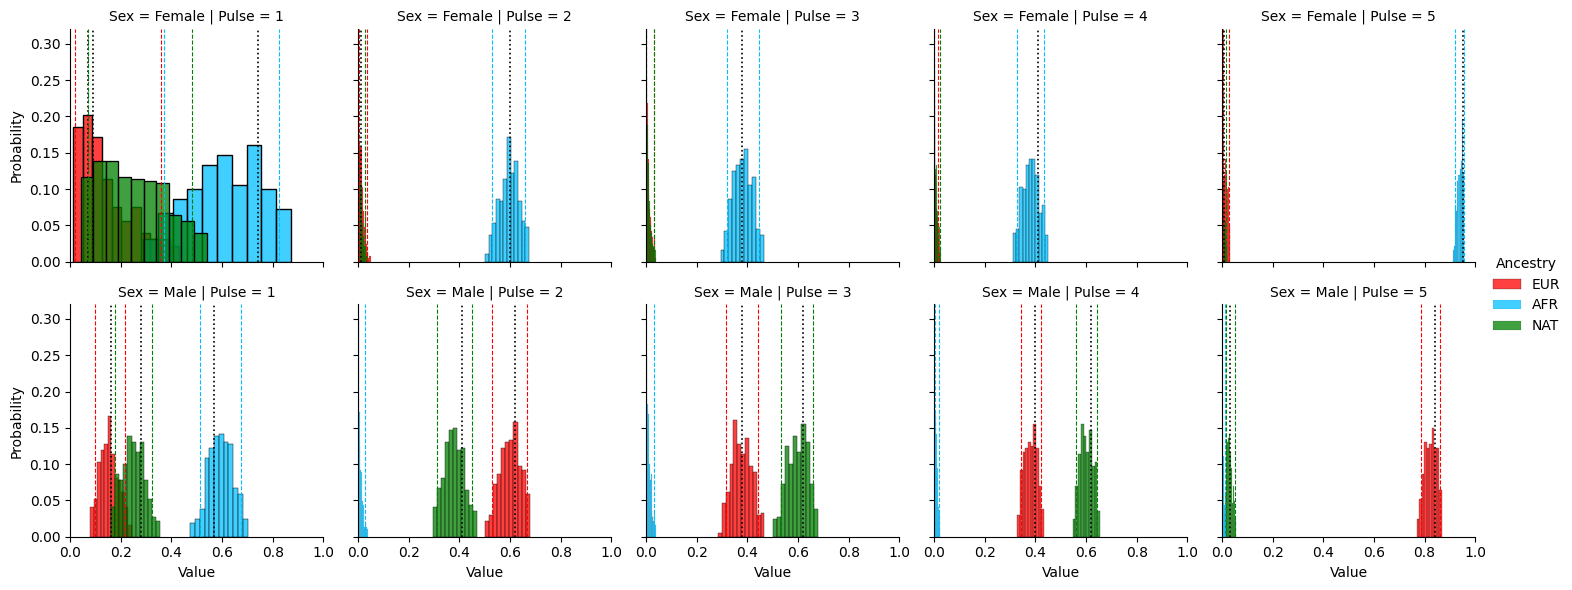 Sex = Female | Pulse = 1
Sex = Female | Pulse = 2
Sex = Female | Pulse = 3
Sex = Female | Pulse = 4
Sex = Female | Pulse = 5
0.30
0.25
0.20
0.15
0.10
0.05
0.00
Probability
Ancestry
EUR
AFR
NAT
Sex = Male | Pulse = 1
Sex = Male | Pulse = 2
Sex = Male | Pulse = 3
Sex = Male | Pulse = 4
Sex = Male | Pulse = 5
0.30
0.25
0.20
0.15
0.10
0.05
0.00
Probability
0.0 0.2 0.4 0.6 0.8 1.0
0.0 0.2 0.4 0.6 0.8 1.0
0.0 0.2 0.4 0.6 0.8 1.0
0.0 0.2 0.4 0.6 0.8 1.0
0.0 0.2 0.4 0.6 0.8 1.0
Value
Value
Value
Value
Value